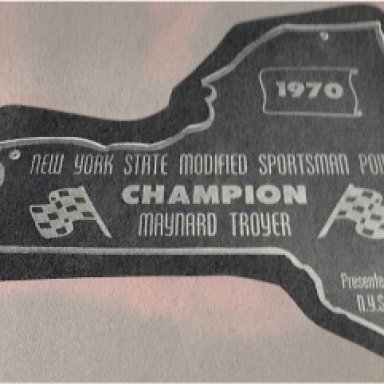 1970
NEW YORK STATE MODIFIED SPORTSMAN
CHAMPION
MAYNARD TROYER
N.Y.S